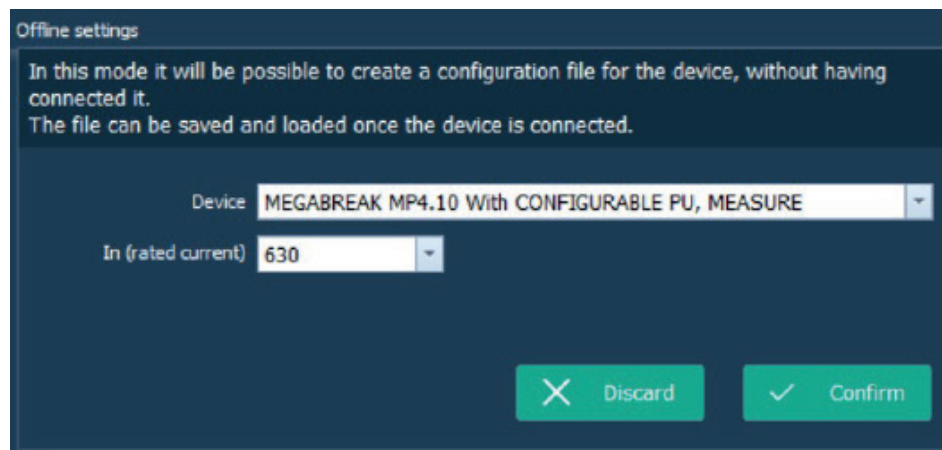 Offline settings
In this mode it will be possible to create a configuration file for the device, without having
connected it.
The file can be saved and loaded once the device is connected.
Device MEGABREAK MP4.10 With CONFIGURABLE PU, MEASURE
In (rated current) 630
Discard Confirm